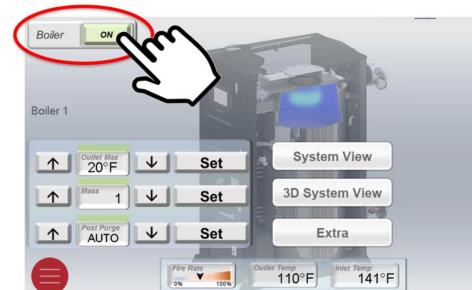 Boiler ON
Boiler 1
Outlet Max
20°F Set
Mass
1 Set
Post Purge
AUTO Set
System View
3D System View
Extra
Fire Rate
0% 100%
Outlet Temp
110°F
Inlet Temp
141°F